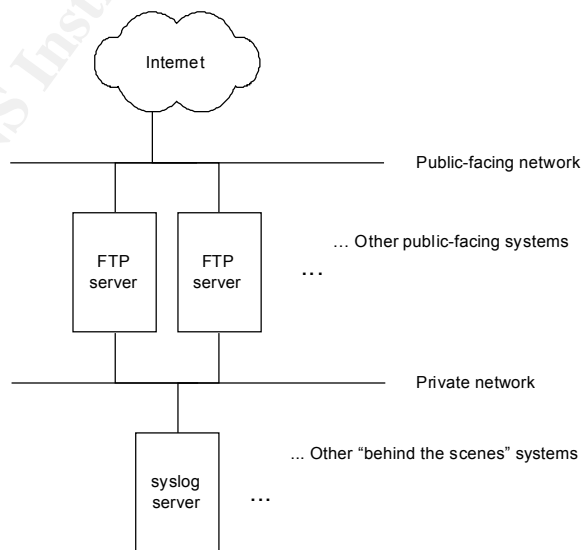 Internet
Public-facing network
FTP
server
FTP
server
... Other public-facing systems
...
Private network
syslog
server
... Other “behind the scenes” systems
...